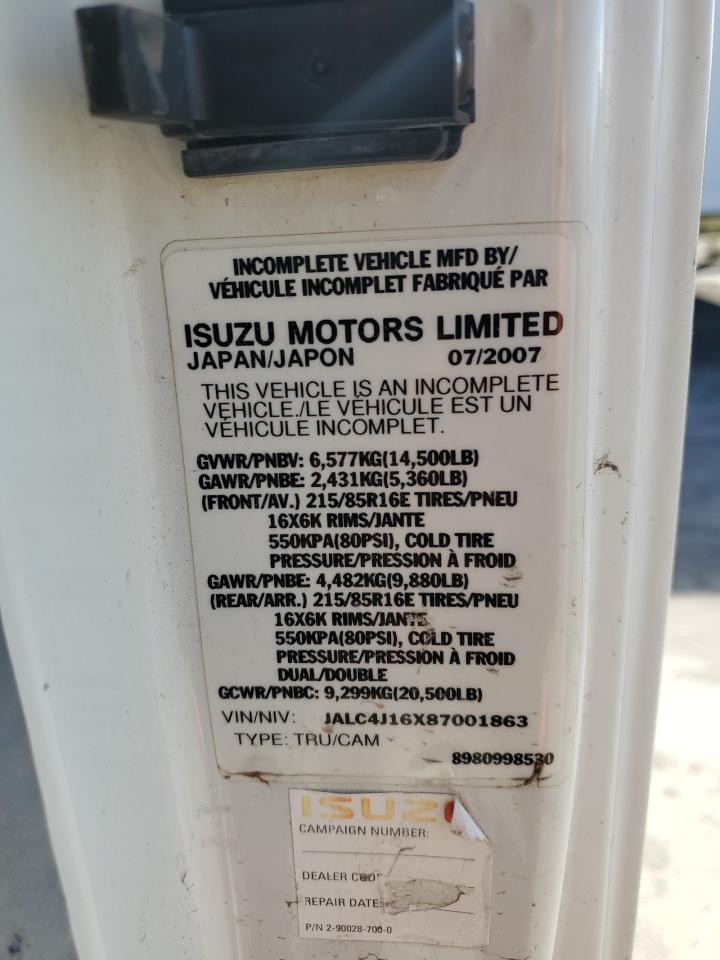 INCOMPLETE VEHICLE MFD BY/
VÉHICULE INCOMPLET FABRIQUÉ PAR
ISUZU MOTORS LIMITED
JAPAN/JAPON 07/2007
THIS VEHICLE IS AN INCOMPLETE
VEHICLE./LE VÉHICULE EST UN
VÉHICULE INCOMPLET.
GVWR/PNBV: 6,577KG(14,500LB)
GAWR/PNBE: 2,431KG(5,360LB)
(FRONT/AV.) 215/85R16E TIRES/PNEU
16X6K RIMS/JANTE
550KPA(80PSI), COLD TIRE
PRESSURE/PRESSION À FROID
GAWR/PNBE: 4,482KG(9,880LB)
(REAR/ARR.) 215/85R16E TIRES/PNEU
16X6K RIMS/JANTE
550KPA(80PSI), COLD TIRE
PRESSURE/PRESSION À FROID
DUAL/DOUBLE
GCWR/PNBC: 9,299KG(20,500LB)
VIN/NIV: JALC4J16X87001863
TYPE: TRU/CAM
8980998530
ISUZU
CAMPAIGN NUMBER:
DEALER CODE
REPAIR DATE:
P/N 2-90028-700-0